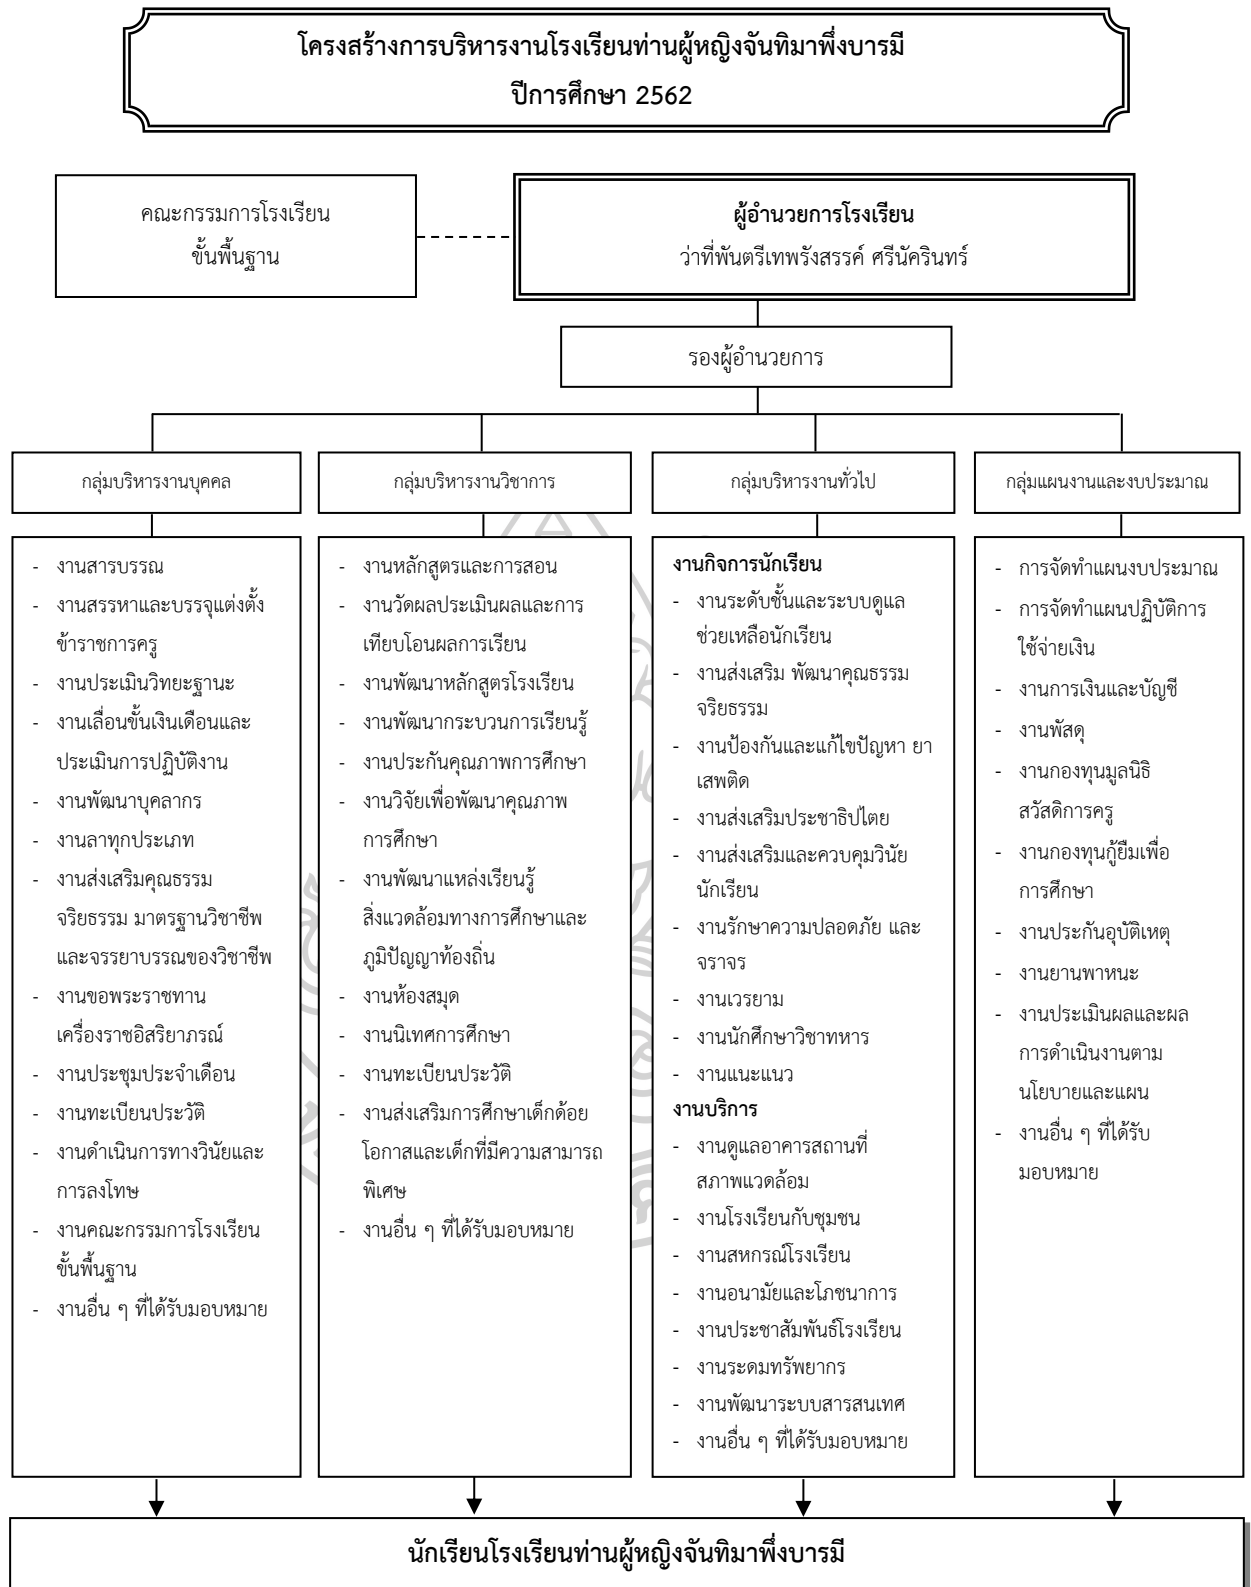 โครงสร้างการบริหารงานโรงเรียนท่านผู้หญิงจันทิมาพึ่งบารมี
ปีการศึกษา 2562
คณะกรรมการโรงเรียน
ขั้นพื้นฐาน
ผู้อำนวยการโรงเรียน
ว่าที่พันตรีเทพรังสรรค์ ศรีนัครินทร์
รองผู้อำนวยการ
กลุ่มบริหารงานบุคคล
- งานสารบรรณ
- งานสรรหาและบรรจุแต่งตั้ง
ข้าราชการครู
- งานประเมินวิทยะฐานะ
- งานเลื่อนขั้นเงินเดือนและ
ประเมินการปฏิบัติงาน
- งานพัฒนาบุคลากร
- งานลาทุกประเภท
- งานส่งเสริมคุณธรรม
จริยธรรม มาตรฐานวิชาชีพ
และจรรยาบรรณของวิชาชีพ
- งานขอพระราชทาน
เครื่องราชอิสริยาภรณ์
- งานประชุมประจำเดือน
- งานทะเบียนประวัติ
- งานดำเนินการทางวินัยและ
การลงโทษ
- งานคณะกรรมการโรงเรียน
ขั้นพื้นฐาน
- งานอื่น ๆ ที่ได้รับมอบหมาย
กลุ่มบริหารงานวิชาการ
- งานหลักสูตรและการสอน
- งานวัดผลประเมินผลและการ
เทียบโอนผลการเรียน
- งานพัฒนาหลักสูตรโรงเรียน
- งานพัฒนากระบวนการเรียนรู้
- งานประกันคุณภาพการศึกษา
- งานวิจัยเพื่อพัฒนาคุณภาพ
การศึกษา
- งานพัฒนาแหล่งเรียนรู้
สิ่งแวดล้อมทางการศึกษาและ
ภูมิปัญญาท้องถิ่น
- งานห้องสมุด
- งานนิเทศการศึกษา
- งานทะเบียนประวัติ
- งานส่งเสริมการศึกษาเด็กด้อย
โอกาสและเด็กที่มีความสามารถ
พิเศษ
- งานอื่น ๆ ที่ได้รับมอบหมาย
กลุ่มบริหารงานทั่วไป
งานกิจการนักเรียน
- งานระดับชั้นและระบบดูแล
ช่วยเหลือนักเรียน
- งานส่งเสริม พัฒนาคุณธรรม
จริยธรรม
- งานป้องกันและแก้ไขปัญหา ยา
เสพติด
- งานส่งเสริมประชาธิปไตย
- งานส่งเสริมและควบคุมวินัย
นักเรียน
- งานรักษาความปลอดภัย และ
จราจร
- งานเวรยาม
- งานนักศึกษาวิชาทหาร
- งานแนะแนว
งานบริการ
- งานดูแลอาคารสถานที่
สภาพแวดล้อม
- งานโรงเรียนกับชุมชน
- งานสหกรณ์โรงเรียน
- งานอนามัยและโภชนาการ
- งานประชาสัมพันธ์โรงเรียน
- งานระดมทรัพยากร
- งานพัฒนาระบบสารสนเทศ
- งานอื่น ๆ ที่ได้รับมอบหมาย
กลุ่มแผนงานและงบประมาณ
- การจัดทำแผนงบประมาณ
- การจัดทำแผนปฏิบัติการ
ใช้จ่ายเงิน
- งานการเงินและบัญชี
- งานพัสดุ
- งานกองทุนมูลนิธิ
สวัสดิการครู
- งานกองทุนกู้ยืมเพื่อ
การศึกษา
- งานประกันอุบัติเหตุ
- งานยานพาหนะ
- งานประเมินผลและผล
การดำเนินงานตาม
นโยบายและแผน
- งานอื่น ๆ ที่ได้รับ
มอบหมาย
นักเรียนโรงเรียนท่านผู้หญิงจันทิมาพึ่งบารมี